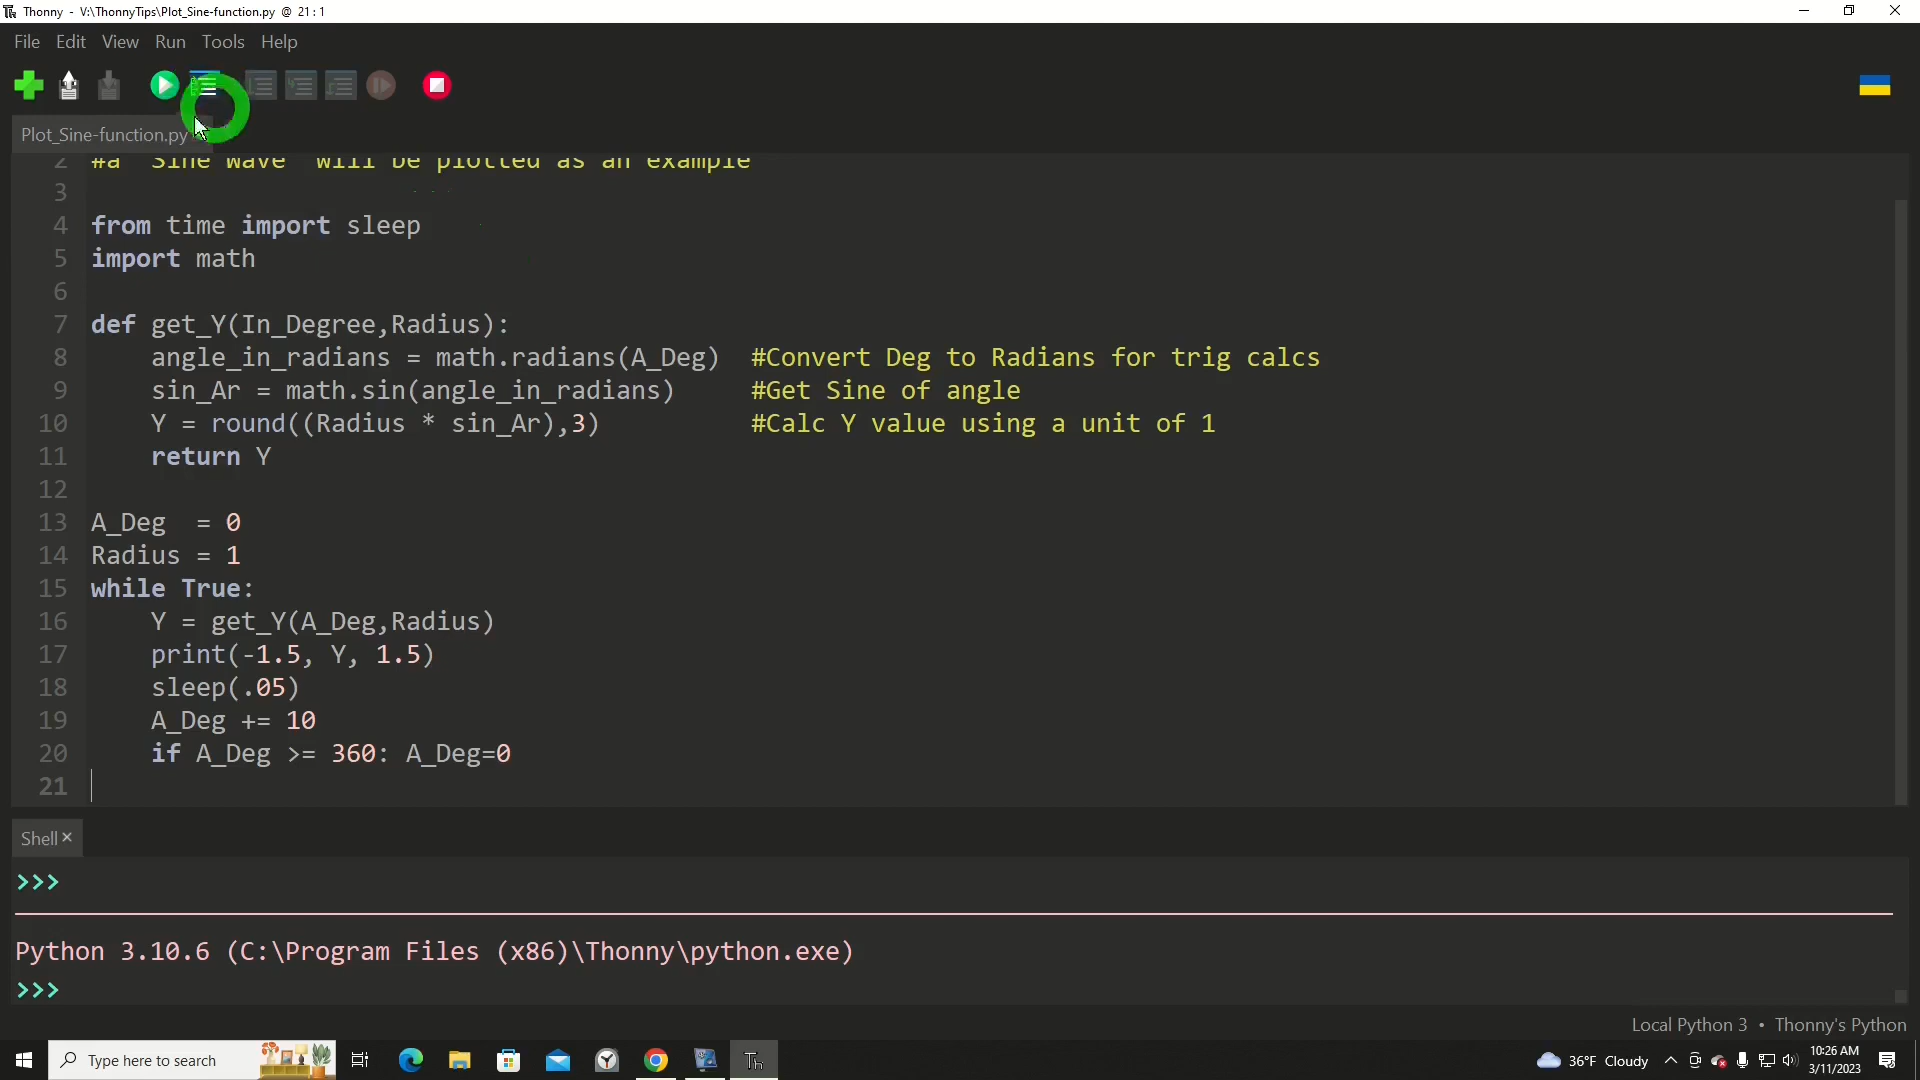 Thonny - V:\ThonnyTips\Plot_Sine-function.py @ 21:1
File Edit View Run Tools Help
Plot_Sine-function.py
2 #a "Sine Wave" will be plotted as an example
3
4 from time import sleep
5 import math
6
7 def get_Y(In_Degree,Radius):
8 angle_in_radians = math.radians(A_Deg) #Convert Deg to Radians for trig calcs
9 sin_Ar = math.sin(angle_in_radians) #Get Sine of angle
10 Y = round((Radius * sin_Ar),3) #Calc Y value using a unit of 1
11 return Y
12
13 A_Deg = 0
14 Radius = 1
15 while True:
16 Y = get_Y(A_Deg,Radius)
17 print(-1.5, Y, 1.5)
18 sleep(.05)
19 A_Deg += 10
20 if A_Deg >= 360: A_Deg=0
21
Shell ×
>>>
Python 3.10.6 (C:\Program Files (x86)\Thonny\python.exe)
>>>
Local Python 3 • Thonny's Python
Type here to search
Th
36°F Cloudy
10:26 AM
3/11/2023